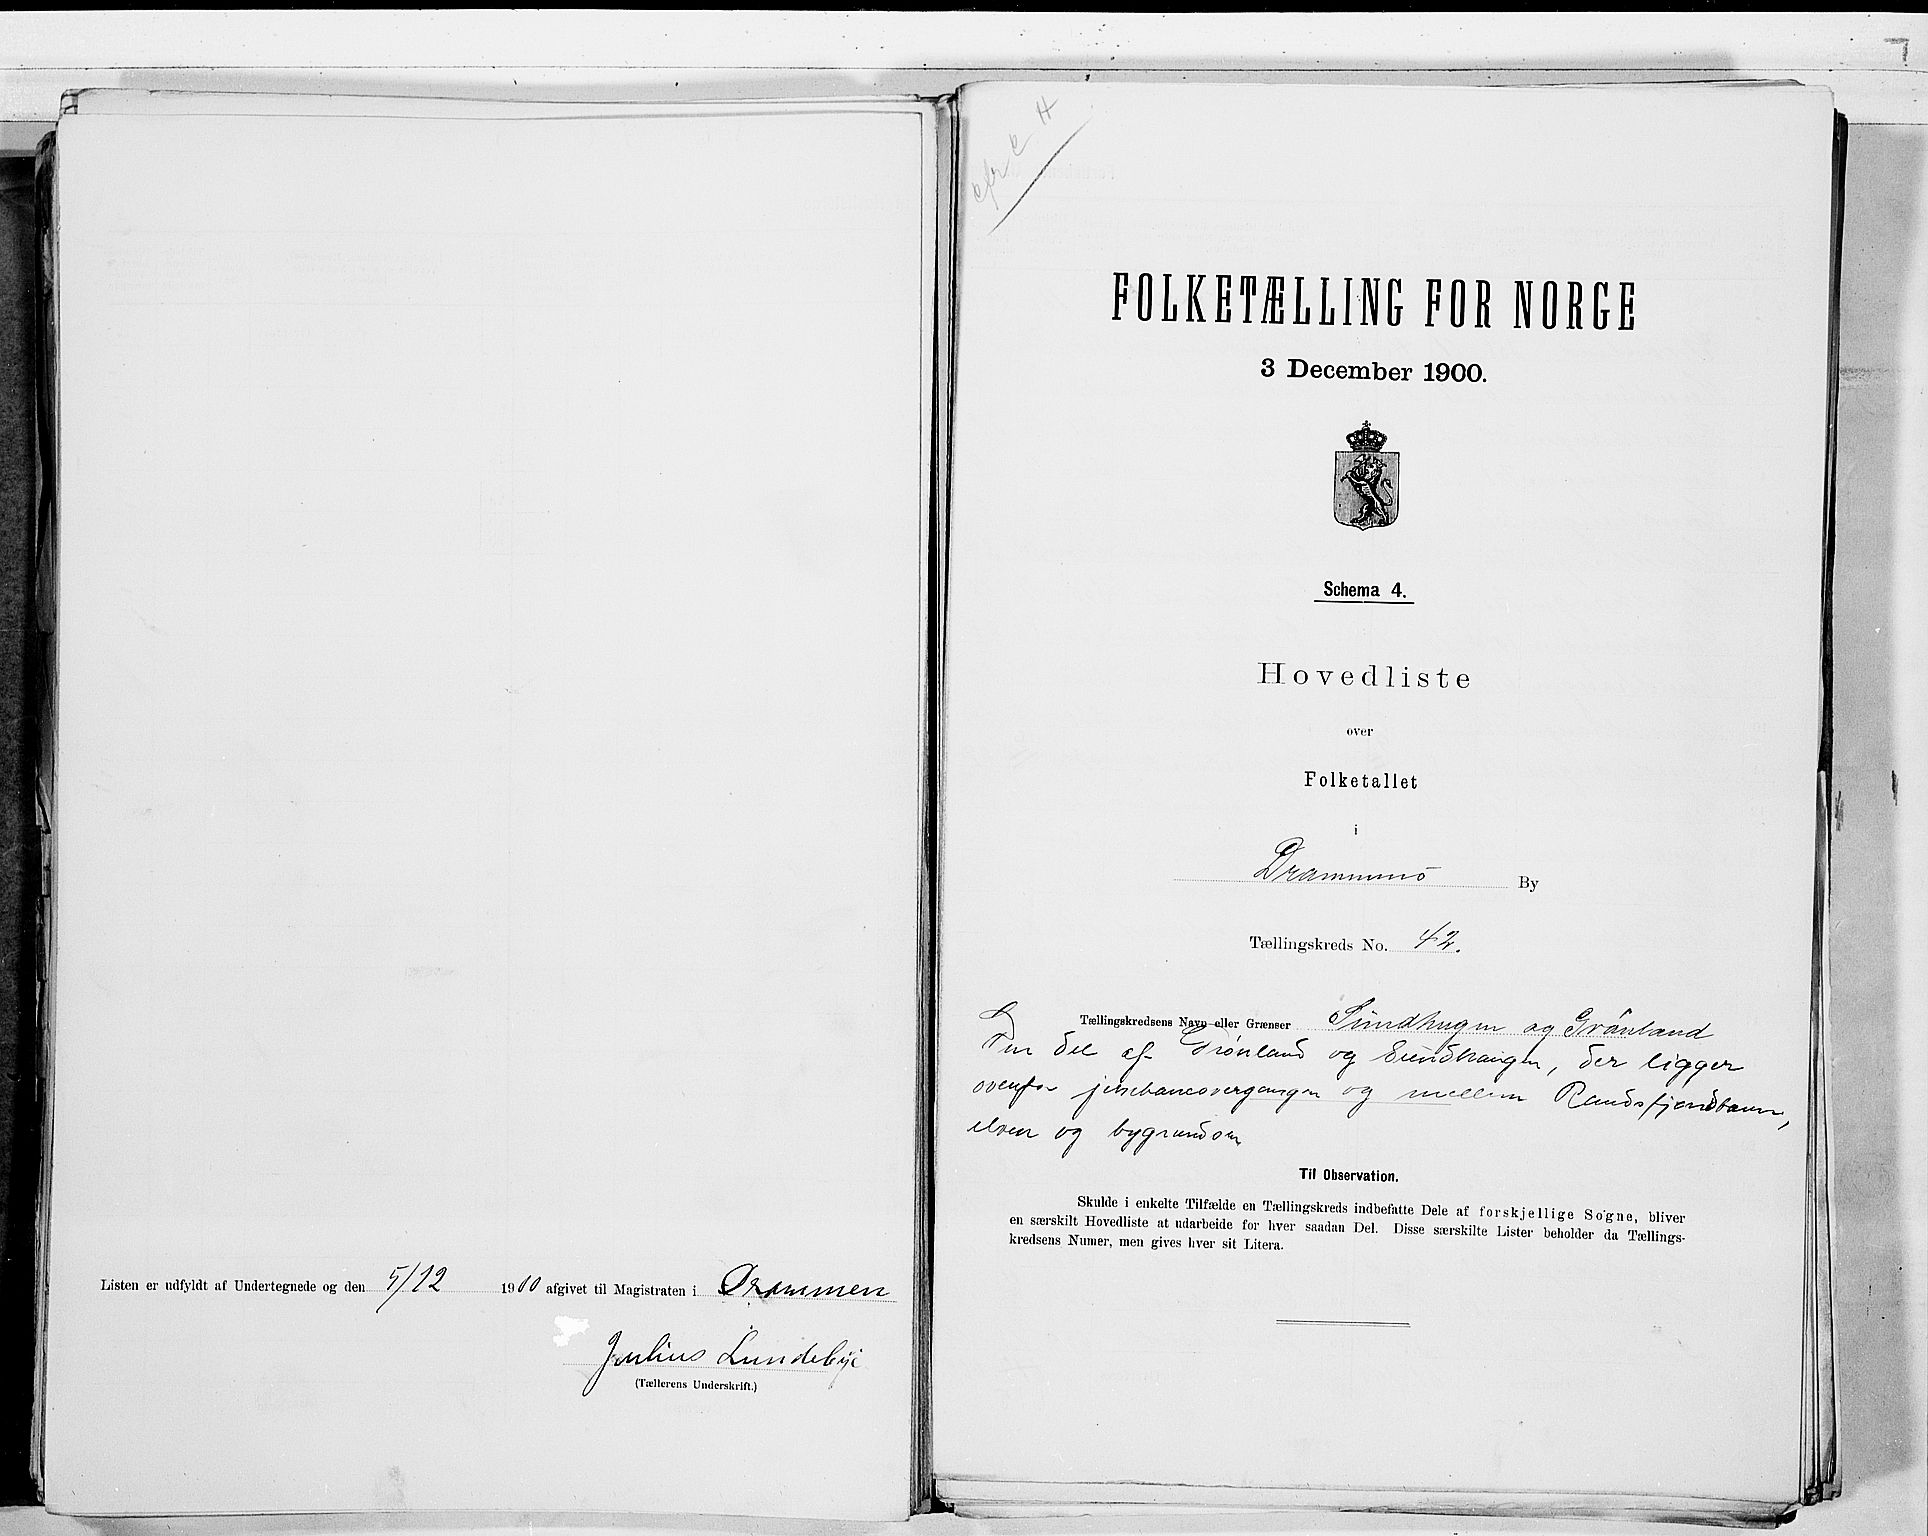 Listen er udfyldt af Undertegnede og den 5/12 1900 afgivet til Magistraten i Drammen
Julius Lundeby
(Tællerens Underskrift.)
FOLKETÆLLING FOR NORGE
3 December 1900.
Schema 4.
Hovedliste
over
Folketallet
i
Drammens By
Tællingskreds No. 42.
Tællingskredsens Navn eller Grænser Sundhagen og Grönland
Den del af Grønland og Sundhaugen, der ligger
ovenfor jernbaneovergangen og mellem Randsfjordbanen,
elven og bygrændsen
Til Observation.
Skulde i enkelte Tilfælde en Tællingskreds indbefatte Dele af forskjellige Sogne, bliver
en særskilt Hovedliste at udarbeide for hver saadan Del. Disse særskilte Lister beholder da Tællings-
kredsens Numer, men gives hver sit Litera.